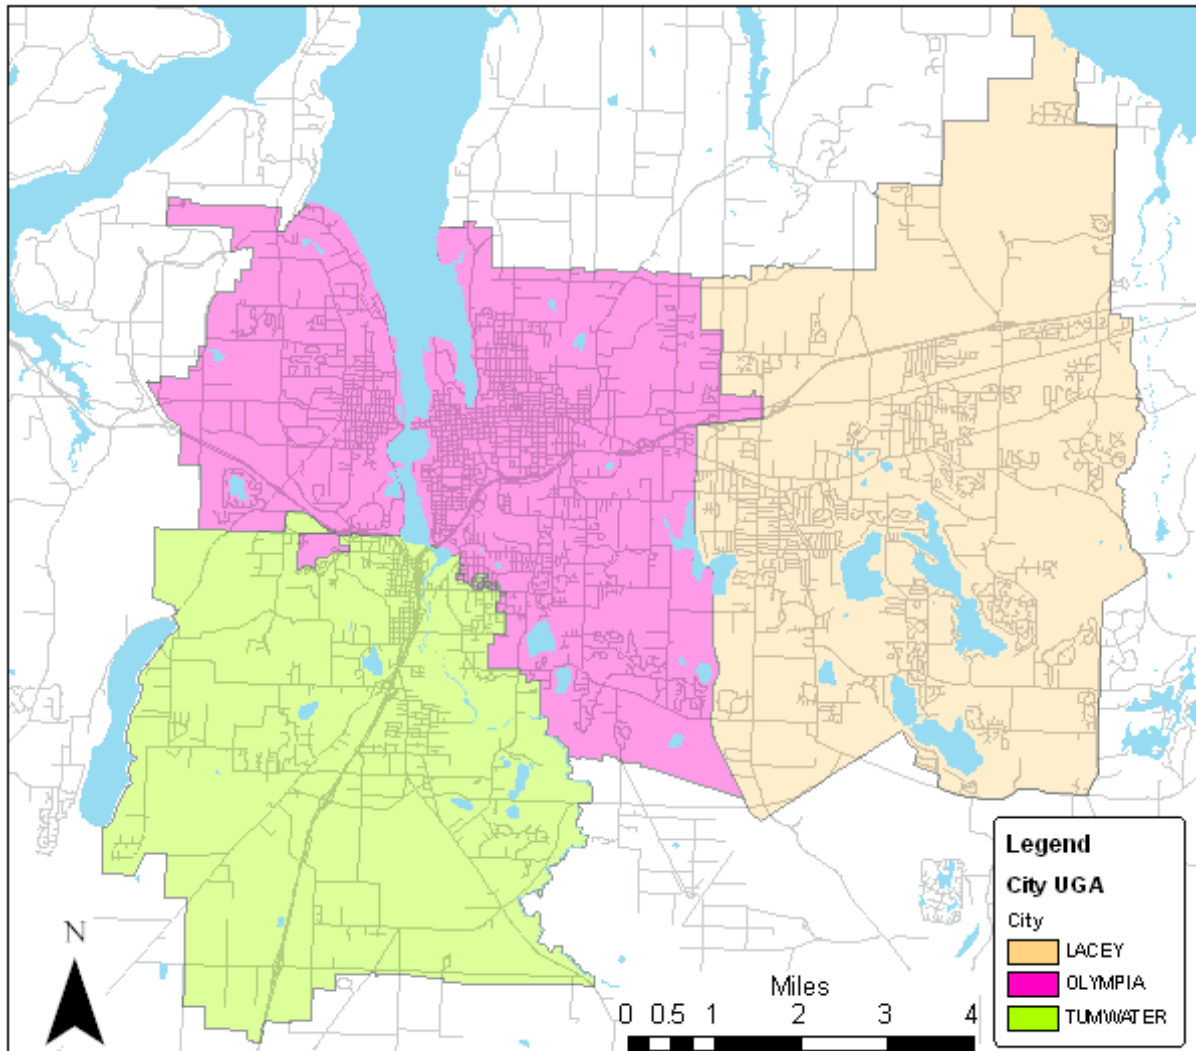 N
Miles
0 0.5 1 2 3 4
Legend
City UGA
City
LACEY
OLYMPIA
TUMWATER